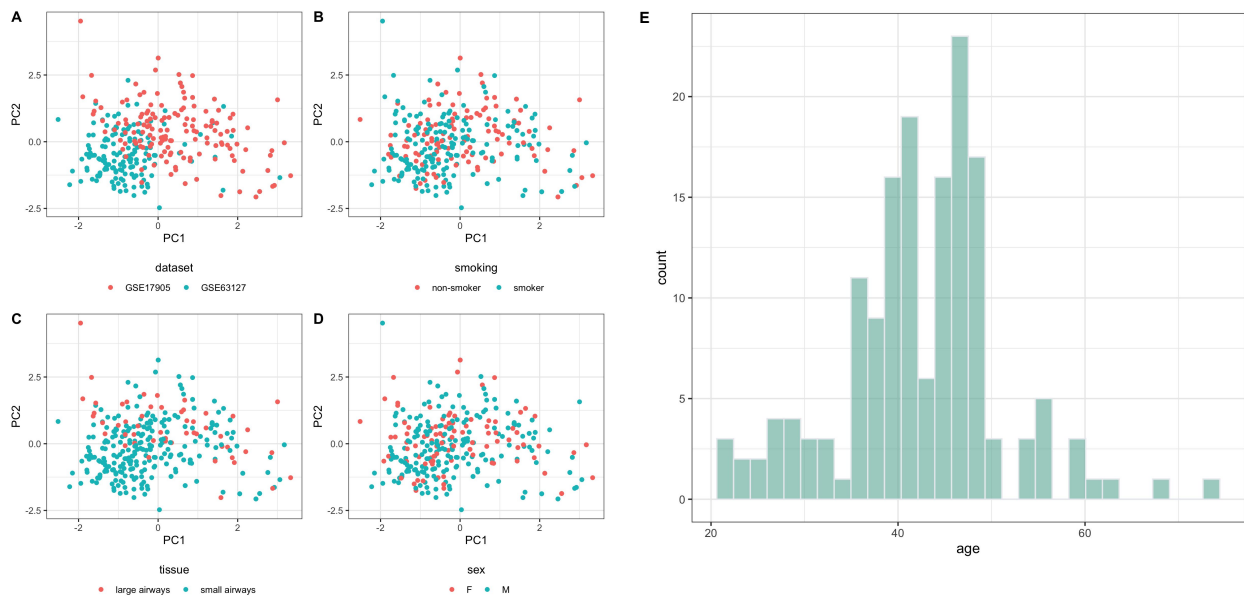 A
PC2
2.5
0.0
-2.5
-2
0
2
PC1
dataset
GSE17905 GSE63127
B
PC2
2.5
0.0
-2.5
-2
0
2
PC1
smoking
non-smoker smoker
C
PC2
2.5
0.0
-2.5
-2
0
2
PC1
tissue
large airways small airways
D
PC2
2.5
0.0
-2.5
-2
0
2
PC1
sex
F M
E
count
20
15
10
5
0
20
40
60
age